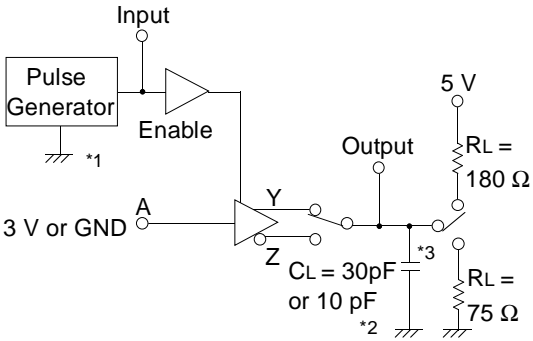 Input
Pulse
Generator
*1
Enable
5 V
Output
RL =
180 Ω
A
3 V or GND
Y
Z
*3
CL = 30pF
or 10 pF
*2
RL =
75 Ω